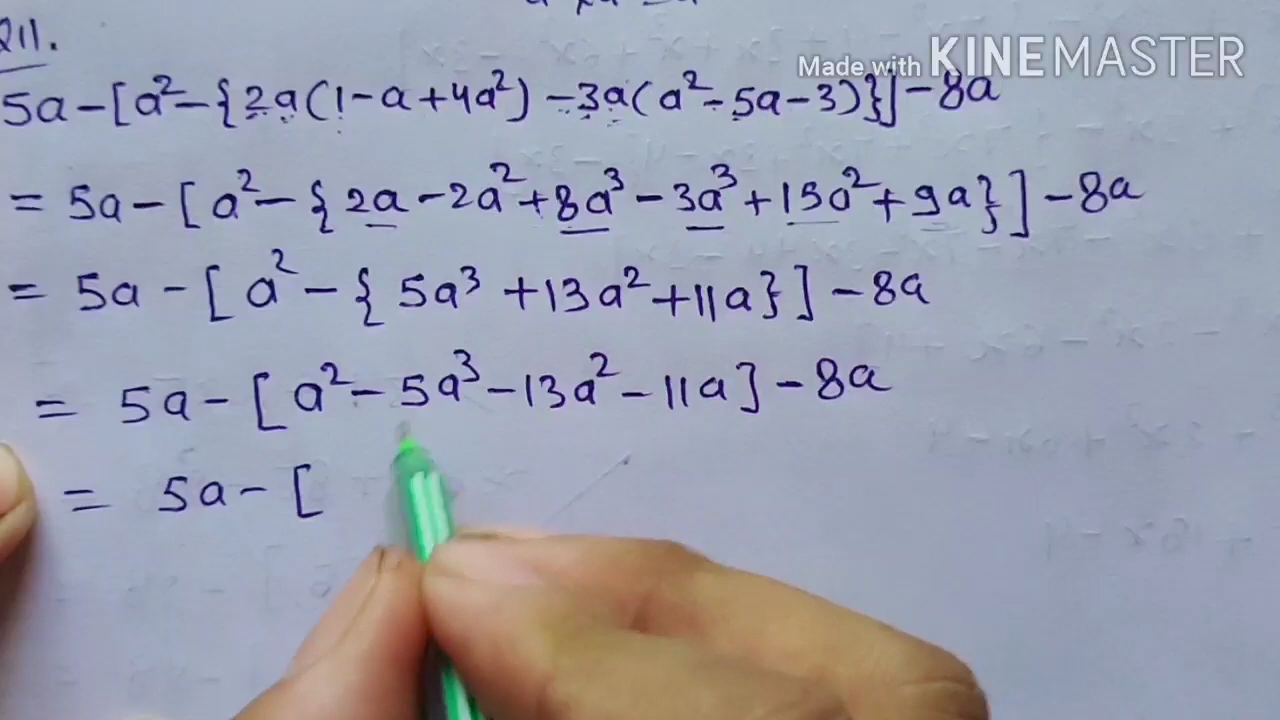 Q11.
Made with KINEMASTER
5a-[a²-{2a(1-a+4a²)-3a(a²-5a-3)}]-8a
= 5a-[a²-{2a-2a²+8a³-3a³+15a²+9a}]-8a
= 5a-[a²-{5a³+13a²+11a}]-8a
= 5a-[a²-5a³-13a²-11a]-8a
= 5a-[